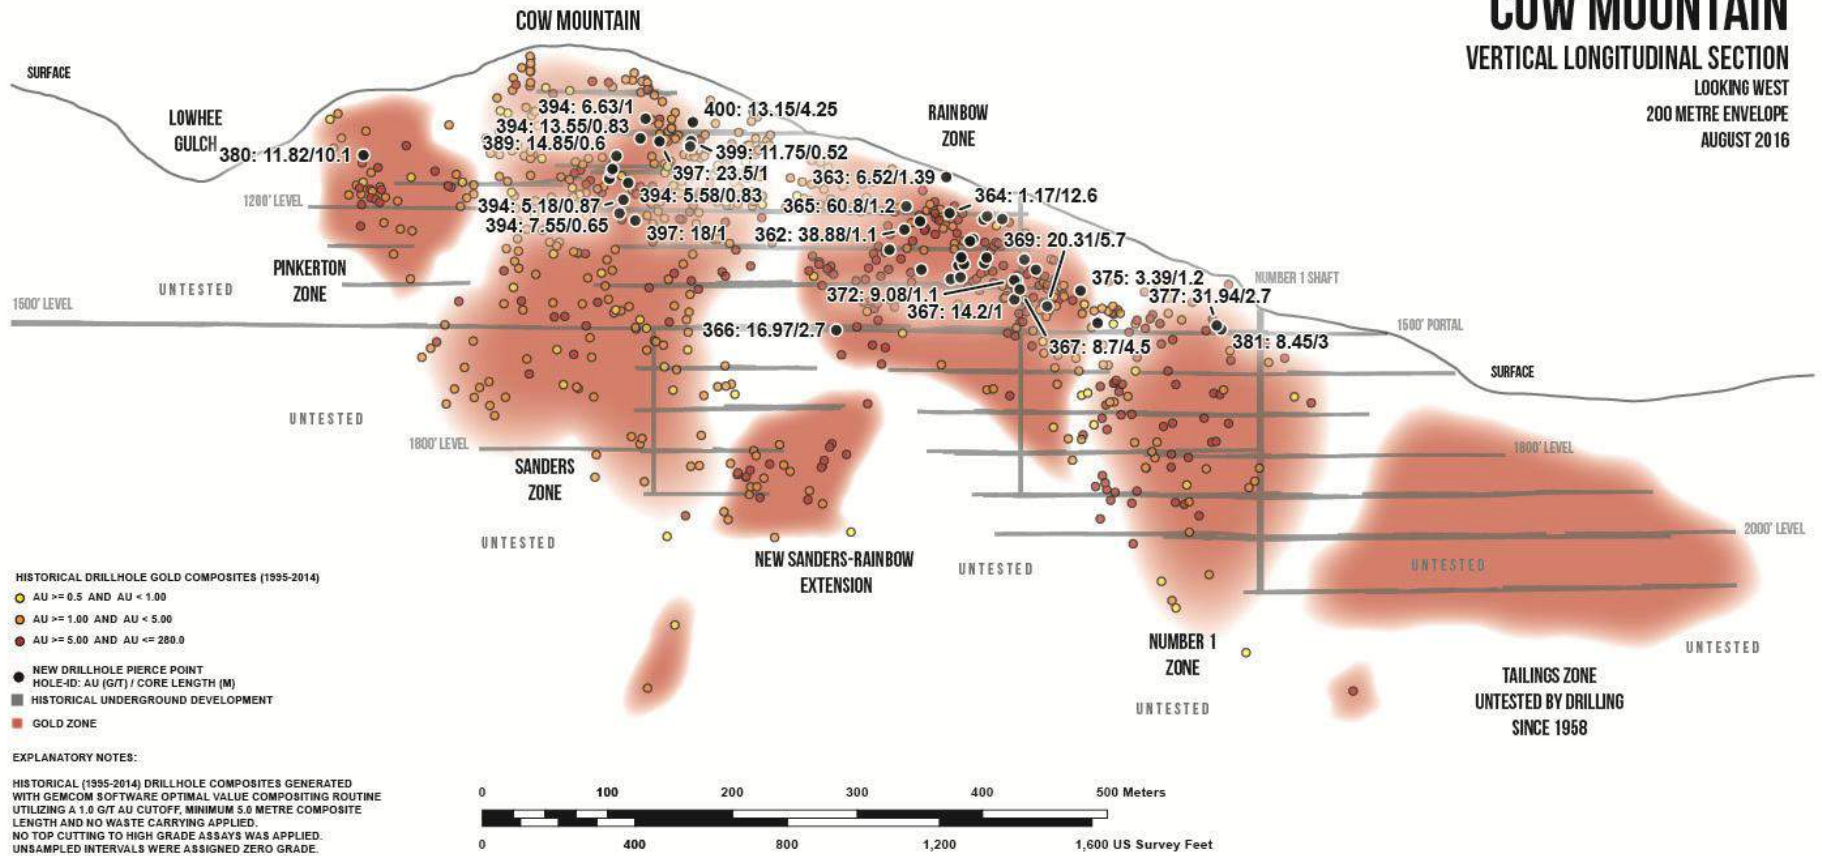 COW MOUNTAIN
VERTICAL LONGITUDINAL SECTION
LOOKING WEST
200 METRE ENVELOPE
AUGUST 2016
COW MOUNTAIN
SURFACE
LOWHEE
GULCH
RAINBOW
ZONE
394: 6.63/1
400: 13.15/4.25
394: 13.55/0.83
389: 14.85/0.6
399: 11.75/0.52
380: 11.82/10.1
397: 23.5/1
363: 6.52/1.39
394: 5.58/0.83
364: 1.17/12.6
1200' LEVEL
394: 5.18/0.87
365: 60.8/1.2
394: 7.55/0.65
397: 18/1
362: 38.88/1.1
369: 20.31/5.7
PINKERTON
ZONE
UNTESTED
375: 3.39/1.2
NUMBER 1 SHAFT
372: 9.08/1.1
377: 31.94/2.7
1500' LEVEL
367: 14.2/1
366: 16.97/2.7
1500' PORTAL
367: 8.7/4.5
381: 8.45/3
SURFACE
UNTESTED
1800' LEVEL
1800' LEVEL
SANDERS
ZONE
2000' LEVEL
UNTESTED
NEW SANDERS-RAINBOW
EXTENSION
UNTESTED
UNTESTED
NUMBER 1
ZONE
UNTESTED
UNTESTED
TAILINGS ZONE
UNTESTED BY DRILLING
SINCE 1958
HISTORICAL DRILLHOLE GOLD COMPOSITES (1995-2014)
AU >= 0.5 AND AU < 1.00
AU >= 1.00 AND AU < 5.00
AU >= 5.00 AND AU <= 280.0
NEW DRILLHOLE PIERCE POINT
HOLE-ID: AU (G/T) / CORE LENGTH (M)
HISTORICAL UNDERGROUND DEVELOPMENT
GOLD ZONE
EXPLANATORY NOTES:
HISTORICAL (1995-2014) DRILLHOLE COMPOSITES GENERATED
WITH GEMCOM SOFTWARE OPTIMAL VALUE COMPOSITING ROUTINE
UTILIZING A 1.0 G/T AU CUTOFF, MINIMUM 5.0 METRE COMPOSITE
LENGTH AND NO WASTE CARRYING APPLIED.
NO TOP CUTTING TO HIGH GRADE ASSAYS WAS APPLIED.
UNSAMPLED INTERVALS WERE ASSIGNED ZERO GRADE.
0 100 200 300 400 500 Meters
0 400 800 1,200 1,600 US Survey Feet